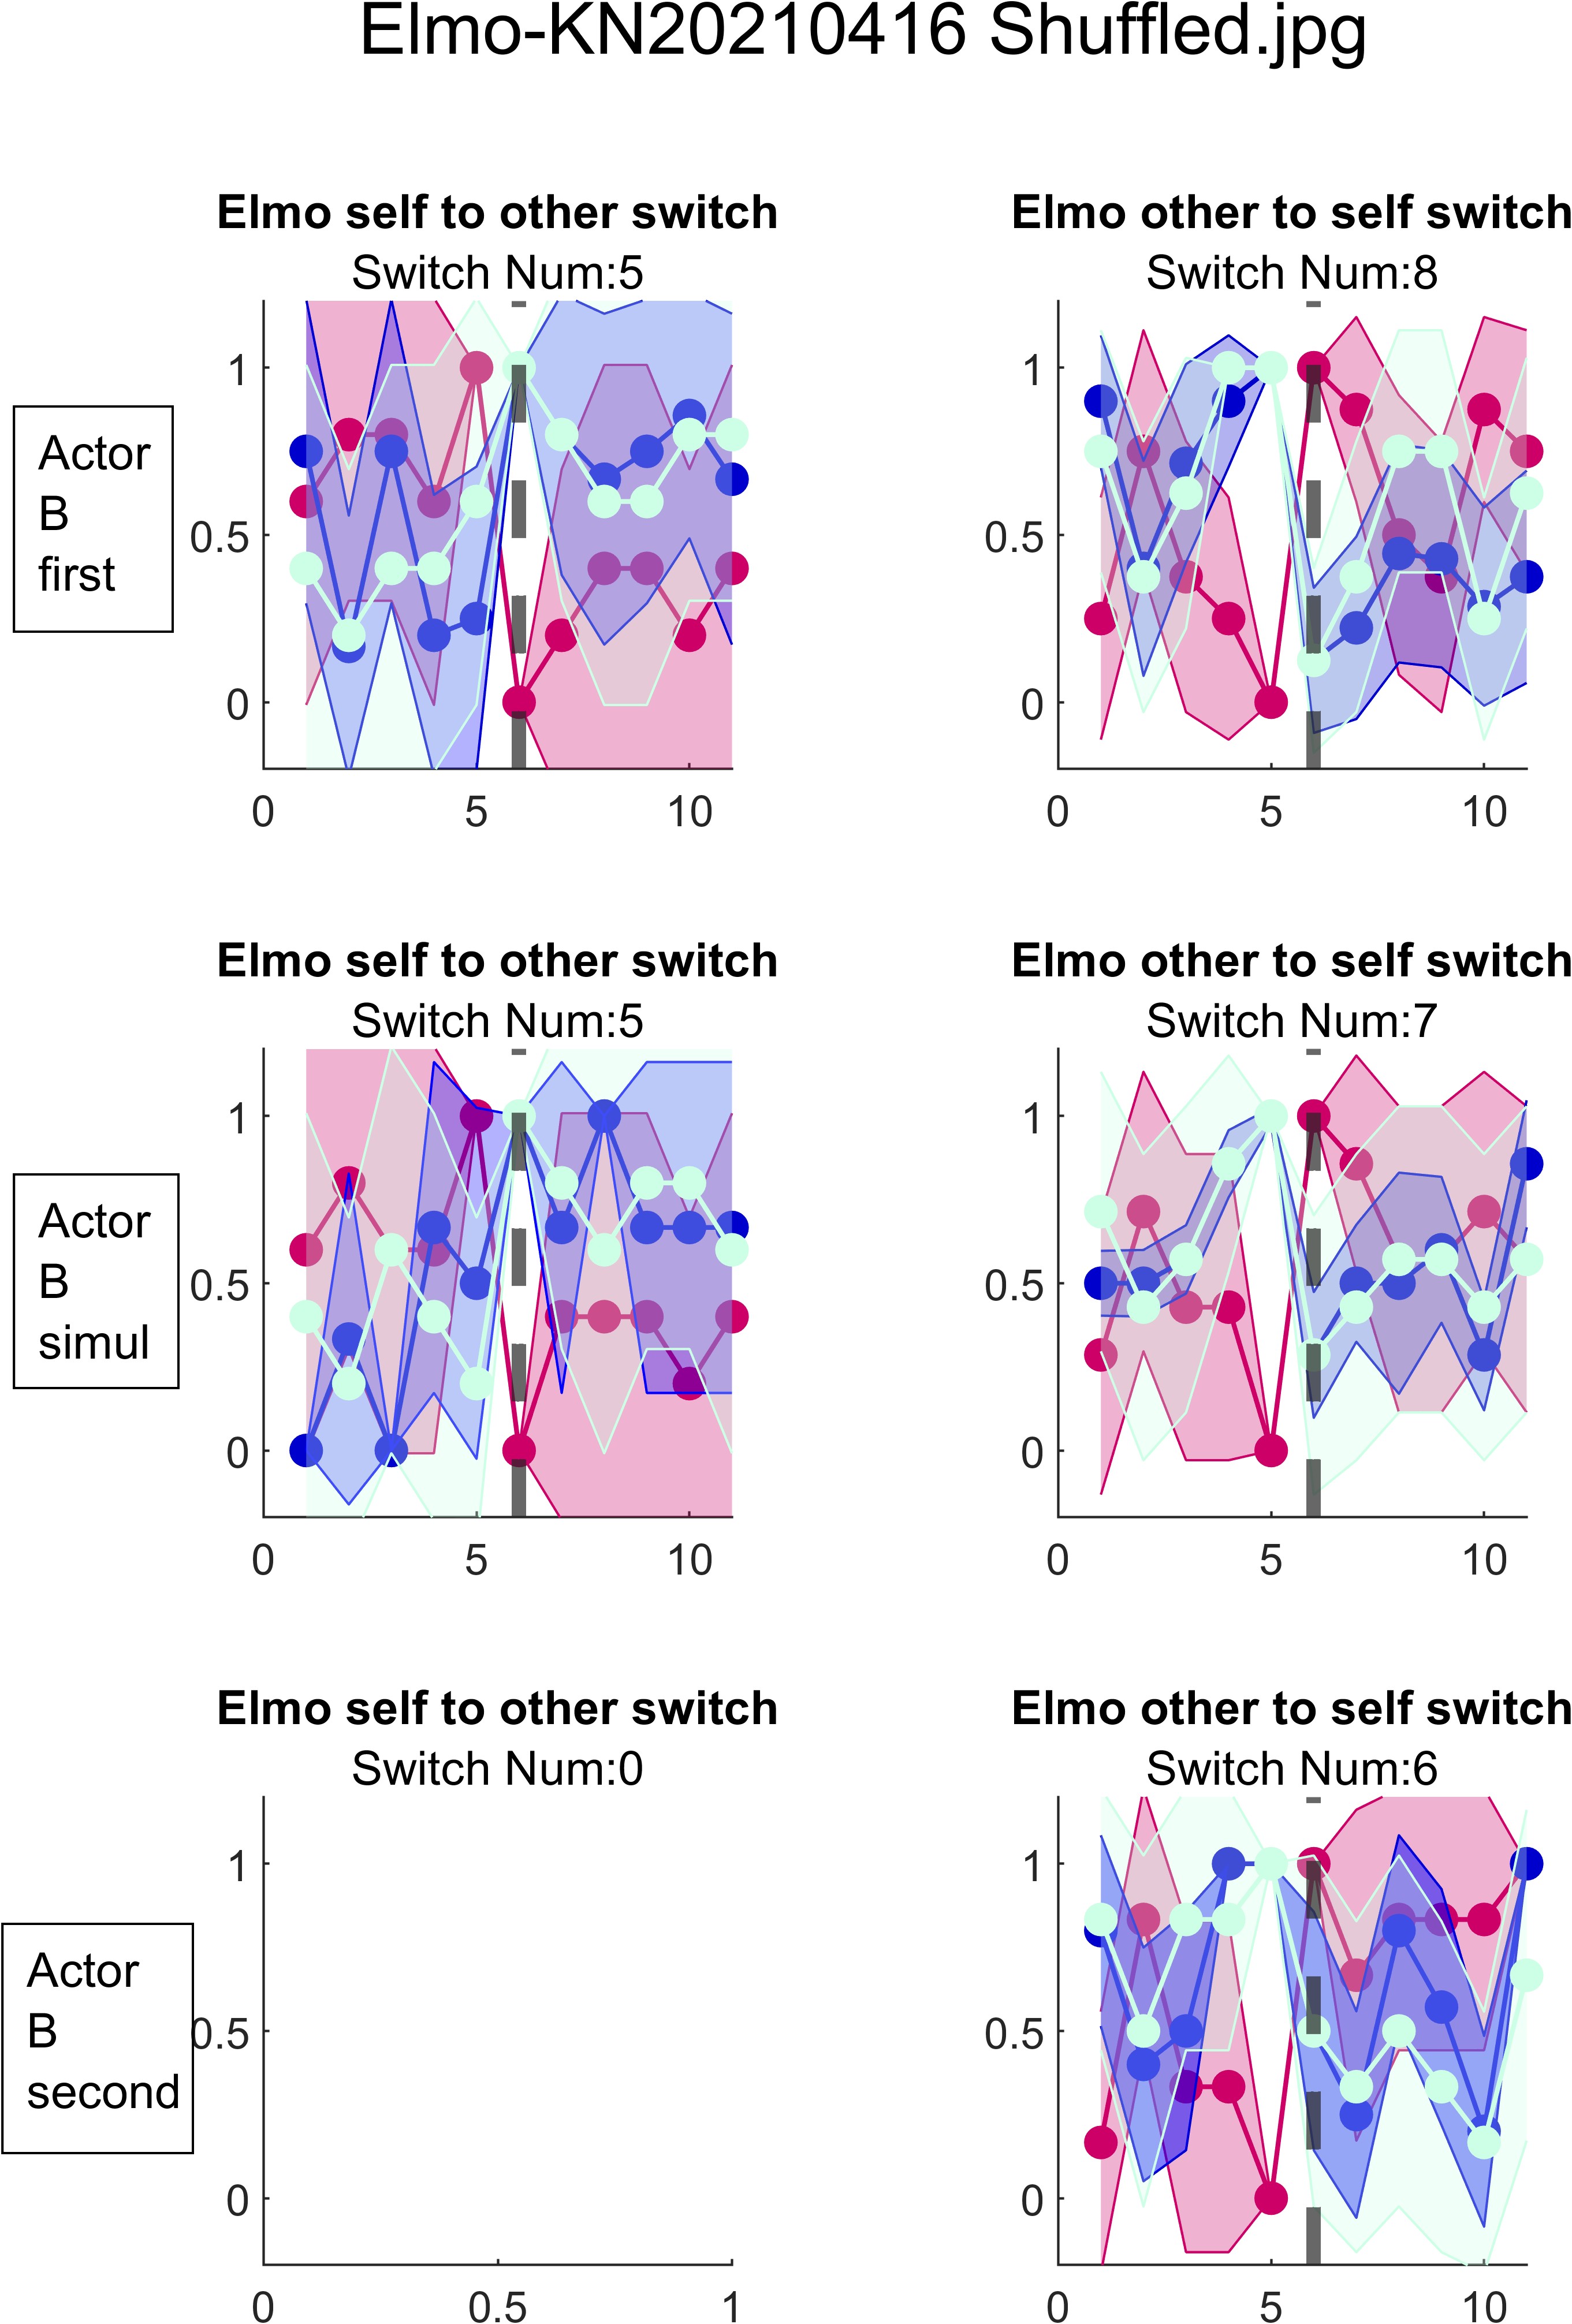 Elmo-KN20210416 Shuffled.jpg
Elmo self to other switch
Switch Num:5
Elmo other to self switch
Switch Num:8
Actor
B
first
1
0.5
0
0
5
10
1
0.5
0
0
5
10
Elmo self to other switch
Switch Num:5
Elmo other to self switch
Switch Num:7
Actor
B
simul
1
0.5
0
0
5
10
1
0.5
0
0
5
10
Elmo self to other switch
Switch Num:0
Elmo other to self switch
Switch Num:6
Actor
B
second
1
0.5
0
0
0.5
1
1
0.5
0
0
5
10